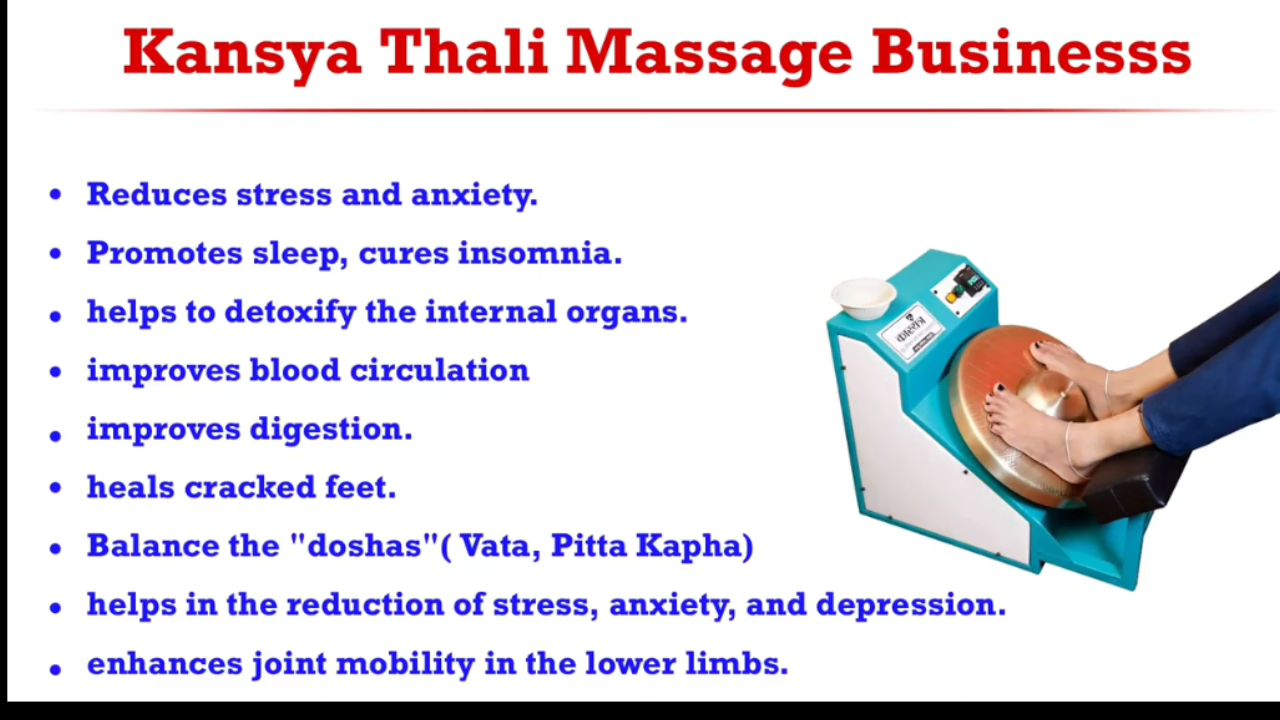 Kansya Thali Massage Businesss
• Reduces stress and anxiety.
• Promotes sleep, cures insomnia.
• helps to detoxify the internal organs.
• improves blood circulation
• improves digestion.
• heals cracked feet.
• Balance the "doshas"( Vata, Pitta Kapha)
• helps in the reduction of stress, anxiety, and depression.
• enhances joint mobility in the lower limbs.